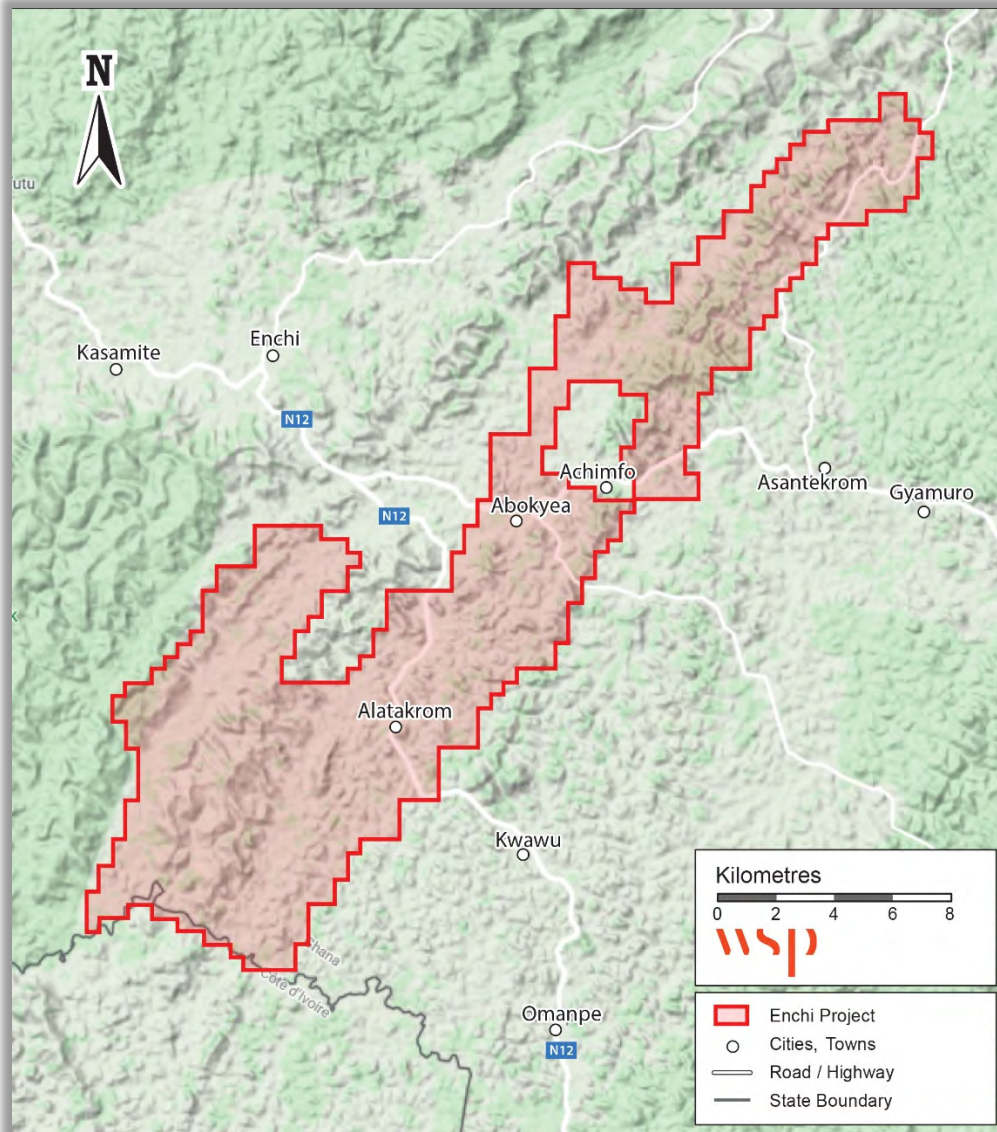 N
utu
Enchi
Kasamite
N12
Achimfo
Asantekrom
Gyamuro
Abokyea
N12
Alatakrom
Kwawu
Ghana
Côte d'Ivoire
Omanpe
N12
Kilometres
0 2 4 6 8
wsp
Enchi Project
Cities, Towns
Road / Highway
State Boundary